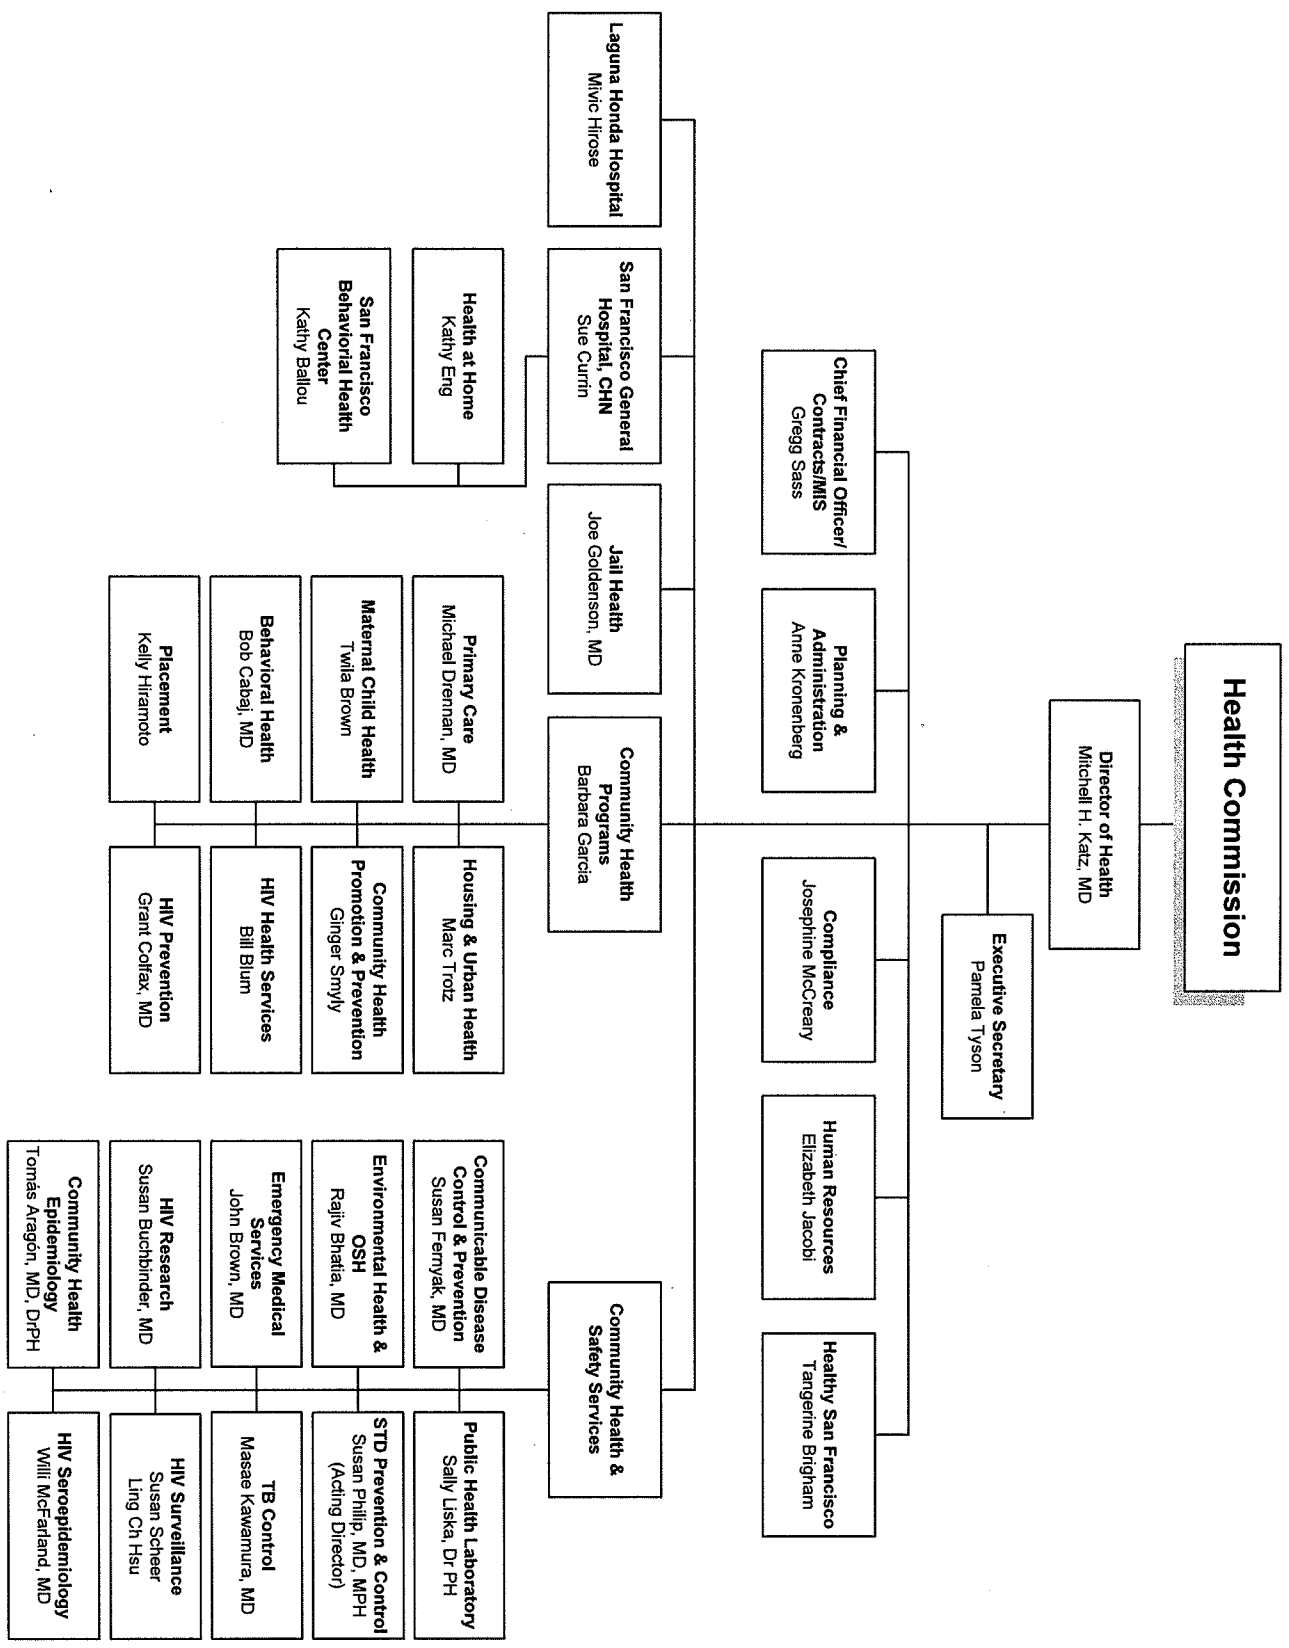 Health Commission
Director of Health
Mitchell H. Katz, MD
Executive Secretary
Pamela Tyson
Chief Financial Officer/
Contracts/MIS
Gregg Sass
Planning &
Administration
Anne Kronenberg
Compliance
Josephine McCreary
Human Resources
Elizabeth Jacobi
Healthy San Francisco
Tangerine Brigham
Laguna Honda Hospital
Mivic Hirose
San Francisco General
Hospital, CHN
Sue Currin
Jail Health
Joe Goldenson, MD
Community Health
Programs
Barbara Garcia
Community Health &
Safety Services
Health at Home
Kathy Eng
San Francisco
Behaviorial Health
Center
Kathy Ballou
Primary Care
Michael Drennan, MD
Housing & Urban Health
Marc Trotz
Maternal Child Health
Twila Brown
Community Health
Promotion & Prevention
Ginger Smyly
Behavioral Health
Bob Cabaj, MD
HIV Health Services
Bill Blum
Placement
Kelly Hiramoto
HIV Prevention
Grant Colfax, MD
Communicable Disease
Control & Prevention
Susan Fernyak, MD
Public Health Laboratory
Sally Liska, Dr PH
Environmental Health &
OSH
Rajiv Bhatia, MD
STD Prevention & Control
Susan Philip, MD, MPH
(Acting Director)
Emergency Medical
Services
John Brown, MD
TB Control
Masae Kawamura, MD
HIV Research
Susan Buchbinder, MD
HIV Surveillance
Susan Scheer
Ling Ch Hsu
Community Health
Epidemiology
Tomás Aragón, MD, DrPH
HIV Seroepidemiology
Willi McFarland, MD